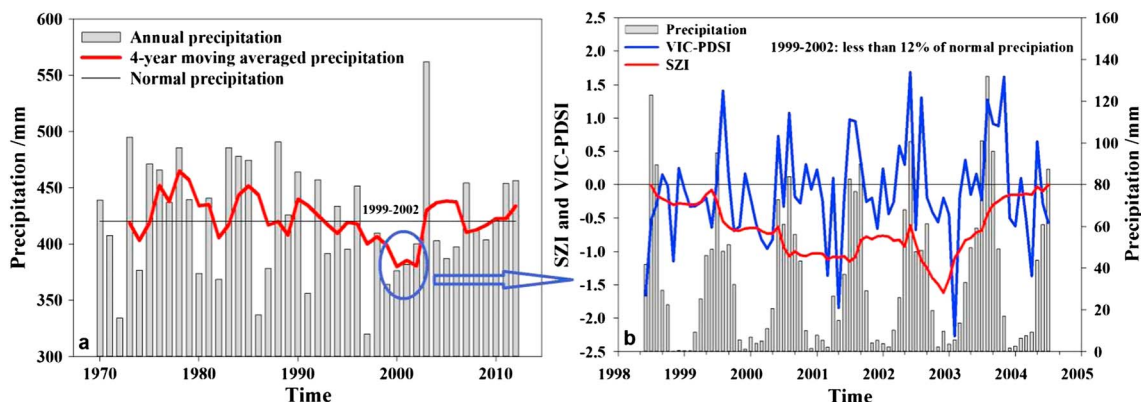 600
550
500
450
400
350
300
Precipitation /mm
Annual precipitation
4-year moving averaged precipitation
Normal precipitation
1999-2002
a
1970
1980
1990
2000
2010
Time
2.5
2.0
1.5
1.0
0.5
0.0
-0.5
-1.0
-1.5
-2.0
-2.5
SZI and VIC-PDSI
Precipitation
VIC-PDSI
SZI
1999-2002: less than 12% of normal precipiation
b
1998
1999
2000
2001
2002
2003
2004
2005
Time
160
140
120
100
80
60
40
20
0
Precipitation /mm